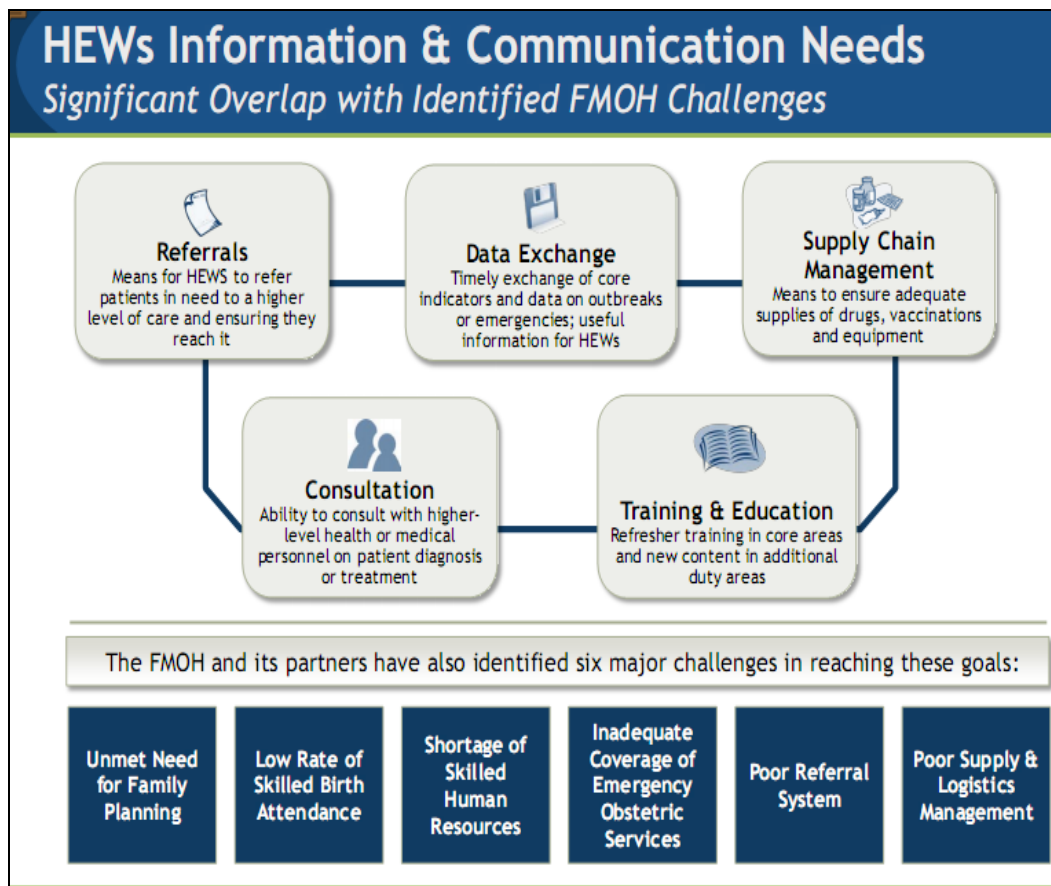 HEWs Information & Communication Needs
Significant Overlap with Identified FMOH Challenges
Referrals
Means for HEWS to refer
patients in need to a higher
level of care and ensuring they
reach it
Data Exchange
Timely exchange of core
indicators and data on outbreaks
or emergencies; useful
information for HEWs
Supply Chain
Management
Means to ensure adequate
supplies of drugs, vaccinations
and equipment
Consultation
Ability to consult with higher-
level health or medical
personnel on patient diagnosis
or treatment
Training & Education
Refresher training in core areas
and new content in additional
duty areas
The FMOH and its partners have also identified six major challenges in reaching these goals:
Unmet Need
for Family
Planning
Low Rate of
Skilled Birth
Attendance
Shortage of
Skilled
Human
Resources
Inadequate
Coverage of
Emergency
Obstetric
Services
Poor Referral
System
Poor Supply &
Logistics
Management